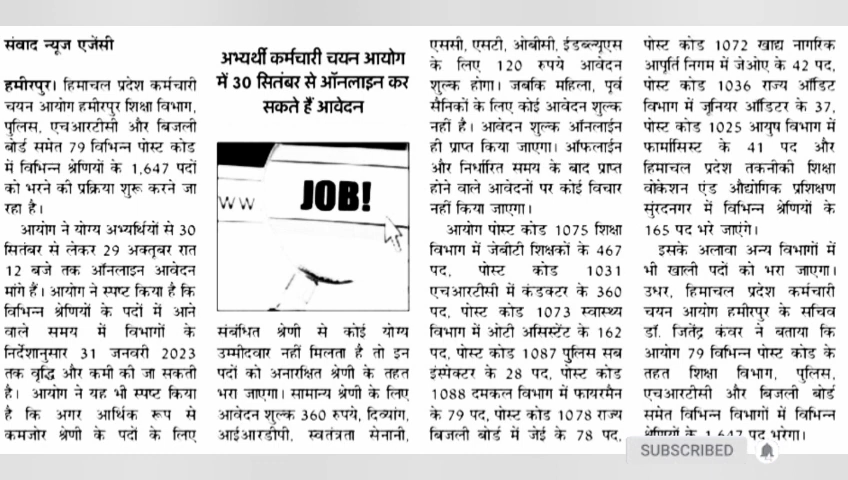 संवाद न्यूज एजेंसी
हमीरपुर। हिमाचल प्रदेश कर्मचारी
चयन आयोग हमीरपुर शिक्षा विभाग,
पुलिस, एचआरटीसी और बिजली
बोर्ड समेत 79 विभिन्न पोस्ट कोड
में विभिन्न श्रेणियों के 1,647 पदों
को भरने की प्रक्रिया शुरू करने जा
रहा है।
आयोग ने योग्य अभ्यर्थियों से 30
सितंबर से लेकर 29 अक्तूबर रात
12 बजे तक ऑनलाइन आवेदन
मांगे हैं। आयोग ने स्पष्ट किया है कि
विभिन्न श्रेणियों के पदों में आने
वाले समय में विभागों के
निर्देशानुसार 31 जनवरी 2023
तक वृद्धि और कमी की जा सकती
है। आयोग ने यह भी स्पष्ट किया
है कि अगर आर्थिक रूप से
कमजोर श्रेणी के पदों के लिए
अभ्यर्थी कर्मचारी चयन आयोग
में 30 सितंबर से ऑनलाइन कर
सकते हैं आवेदन
WW
JOB!
संबंधित श्रेणी से कोई योग्य
उम्मीदवार नहीं मिलता है तो इन
पदों को अनारक्षित श्रेणी के तहत
भरा जाएगा। सामान्य श्रेणी के लिए
आवेदन शुल्क 360 रुपये, दिव्यांग,
आईआरडीपी, स्वतंत्रता सेनानी,
एससी, एसटी, ओबीसी, ईडब्ल्यूएस
के लिए 120 रुपये आवेदन
शुल्क होगा। जबकि महिला, पूर्व
सैनिकों के लिए कोई आवेदन शुल्क
नहीं है। आवेदन शुल्क ऑनलाईन
ही प्राप्त किया जाएगा। ऑफलाईन
और निर्धारित समय के बाद प्राप्त
होने वाले आवेदनों पर कोई विचार
नहीं किया जाएगा।
आयोग पोस्ट कोड 1075 शिक्षा
विभाग में जेबीटी शिक्षकों के 467
पद, पोस्ट कोड 1031
एचआरटीसी में कंडक्टर के 360
पद, पोस्ट कोड 1073 स्वास्थ्य
विभाग में ओटी असिस्टेंट के 162
पद, पोस्ट कोड 1087 पुलिस सब
इंस्पेक्टर के 28 पद, पोस्ट कोड
1088 दमकल विभाग में फायरमैन
के 79 पद, पोस्ट कोड 1078 राज्य
बिजली बोर्ड में जेई के 78 पद,
पोस्ट कोड 1072 खाद्य नागरिक
आपूर्ति निगम में जेओए के 42 पद,
पोस्ट कोड 1036 राज्य ऑडिट
विभाग में जूनियर ऑडिटर के 37,
पोस्ट कोड 1025 आयुष विभाग में
फार्मासिस्ट के 41 पद और
हिमाचल प्रदेश तकनीकी शिक्षा
वोकेशन एंड औद्योगिक प्रशिक्षण
सुंरदनगर में विभिन्न श्रेणियों के
165 पद भरे जाएंगे।
इसके अलावा अन्य विभागों में
भी खाली पदों को भरा जाएगा।
उधर, हिमाचल प्रदेश कर्मचारी
चयन आयोग हमीरपुर के सचिव
डॉ. जितेंद्र कंवर ने बताया कि
आयोग 79 विभिन्न पोस्ट कोड के
तहत शिक्षा विभाग, पुलिस,
एचआरटीसी और बिजली बोर्ड
समेत विभिन्न विभागों में विभिन्न
श्रेणियों के 1,647 पद भरेगा।
SUBSCRIBED